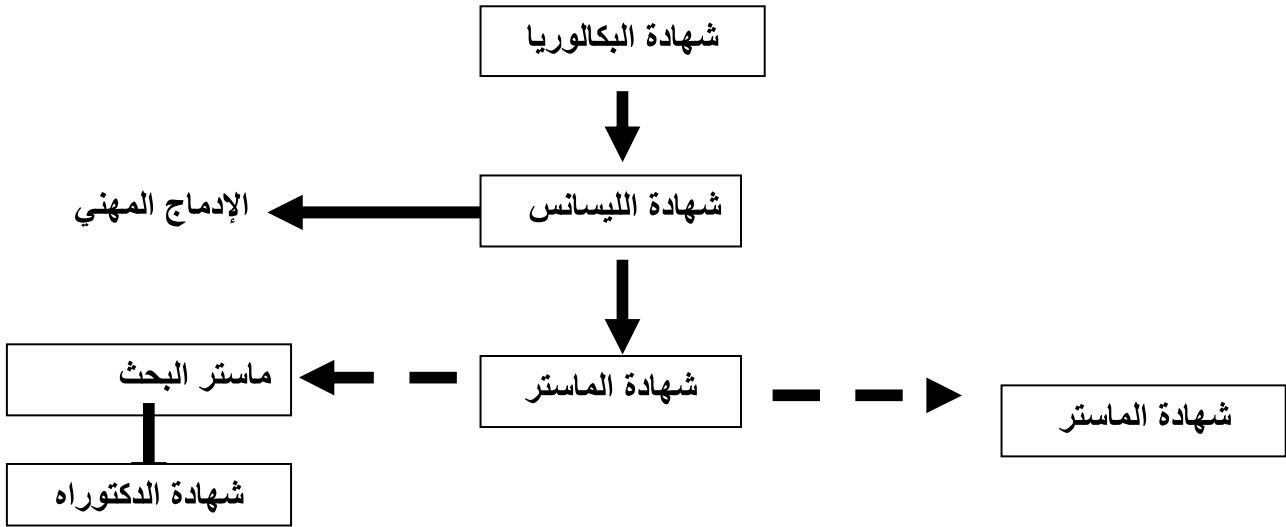 شهادة البكالوريا
شهادة الليسانس
الإدماج المهني
شهادة الماستر
ماستر البحث
شهادة الماستر
شهادة الدكتوراه